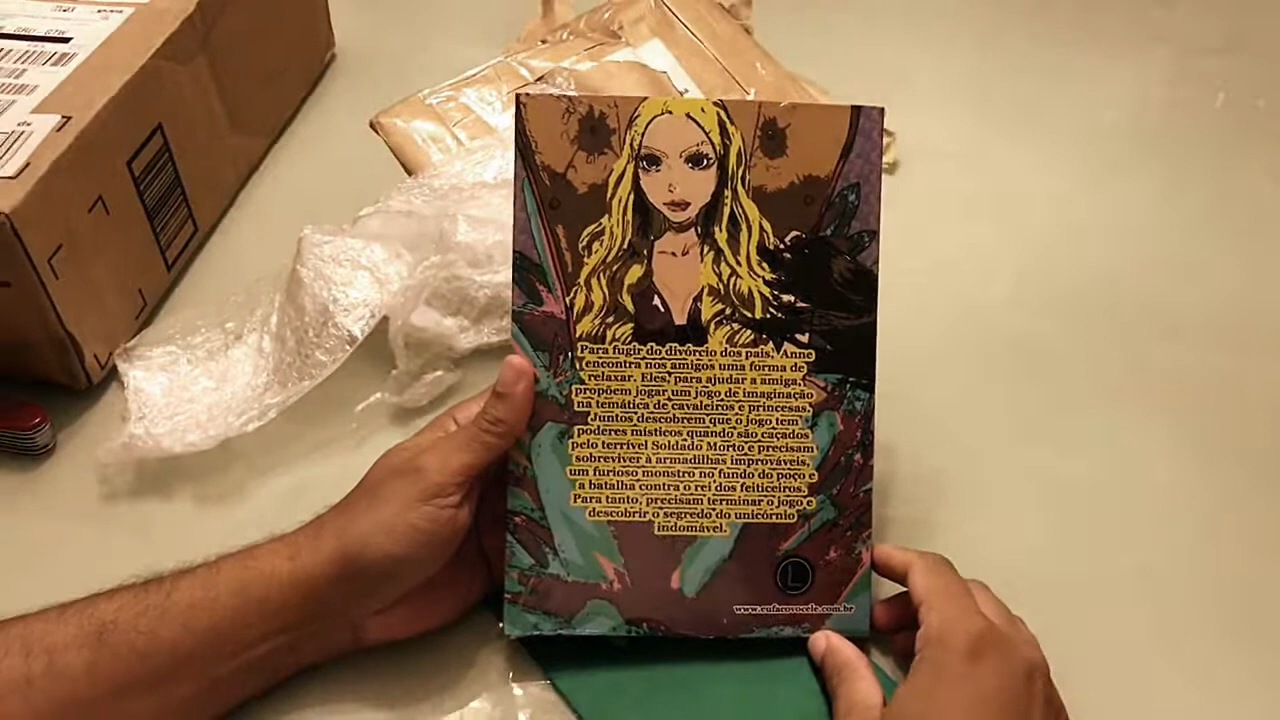 GRU - GTW
Para fugir do divórcio dos pais, Anne
encontra nos amigos uma forma de
relaxar. Eles, para ajudar a amiga,
propõem jogar um jogo de imaginação
na temática de cavaleiros e princesas.
Juntos descobrem que o jogo tem
poderes místicos quando são caçados
pelo terrível Soldado Morto e precisam
sobreviver à armadilhas improváveis,
um furioso monstro no fundo do poço e
a batalha contra o rei dos feiticeiros.
Para tanto, precisam terminar o jogo e
descobrir o segredo do unicórnio
indomável.
L
www.eufacovocele.com.br